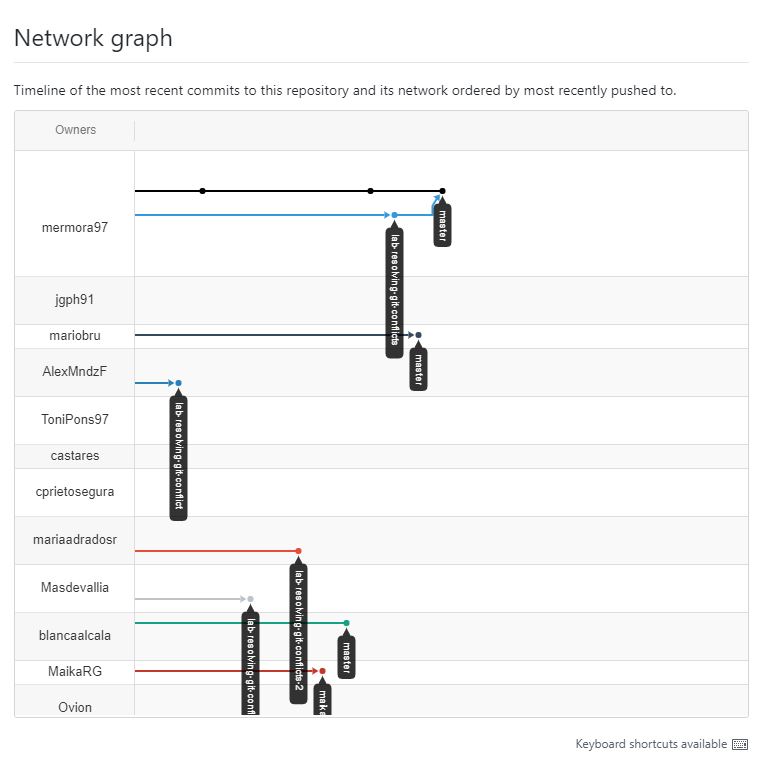 Network graph
Timeline of the most recent commits to this repository and its network ordered by most recently pushed to.
Owners
mermora97
master
lab-resolving-git-conflicts
jgph91
mariobru
master
AlexMndzF
lab-resolving-git-conflict
ToniPons97
castares
cprietosegura
mariaadradosr
lab-resolving-git-conflicts-2
Masdevallia
lab-resolving-git-conf
blancaalcala
master
MaikaRG
maka
Ovion
Keyboard shortcuts available